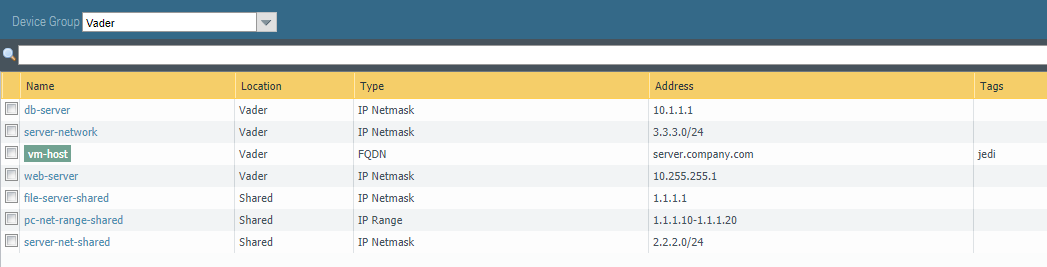 Device Group Vader
Name Location Type Address Tags
db-server Vader IP Netmask 10.1.1.1
server-network Vader IP Netmask 3.3.3.0/24
vm-host Vader FQDN server.company.com jedi
web-server Vader IP Netmask 10.255.255.1
file-server-shared Shared IP Netmask 1.1.1.1
pc-net-range-shared Shared IP Range 1.1.1.10-1.1.1.20
server-net-shared Shared IP Netmask 2.2.2.0/24